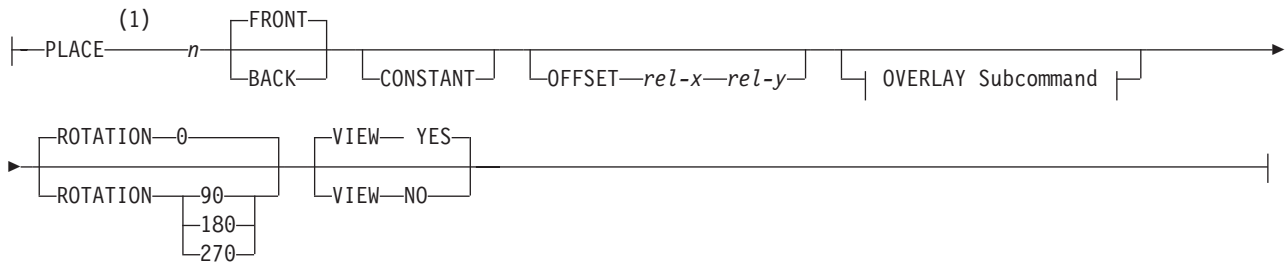 (1)
FRONT
PLACE n
BACK CONSTANT OFFSET rel-x rel-y OVERLAY Subcommand
ROTATION 0 VIEW YES
ROTATION 90 VIEW NO
180
270